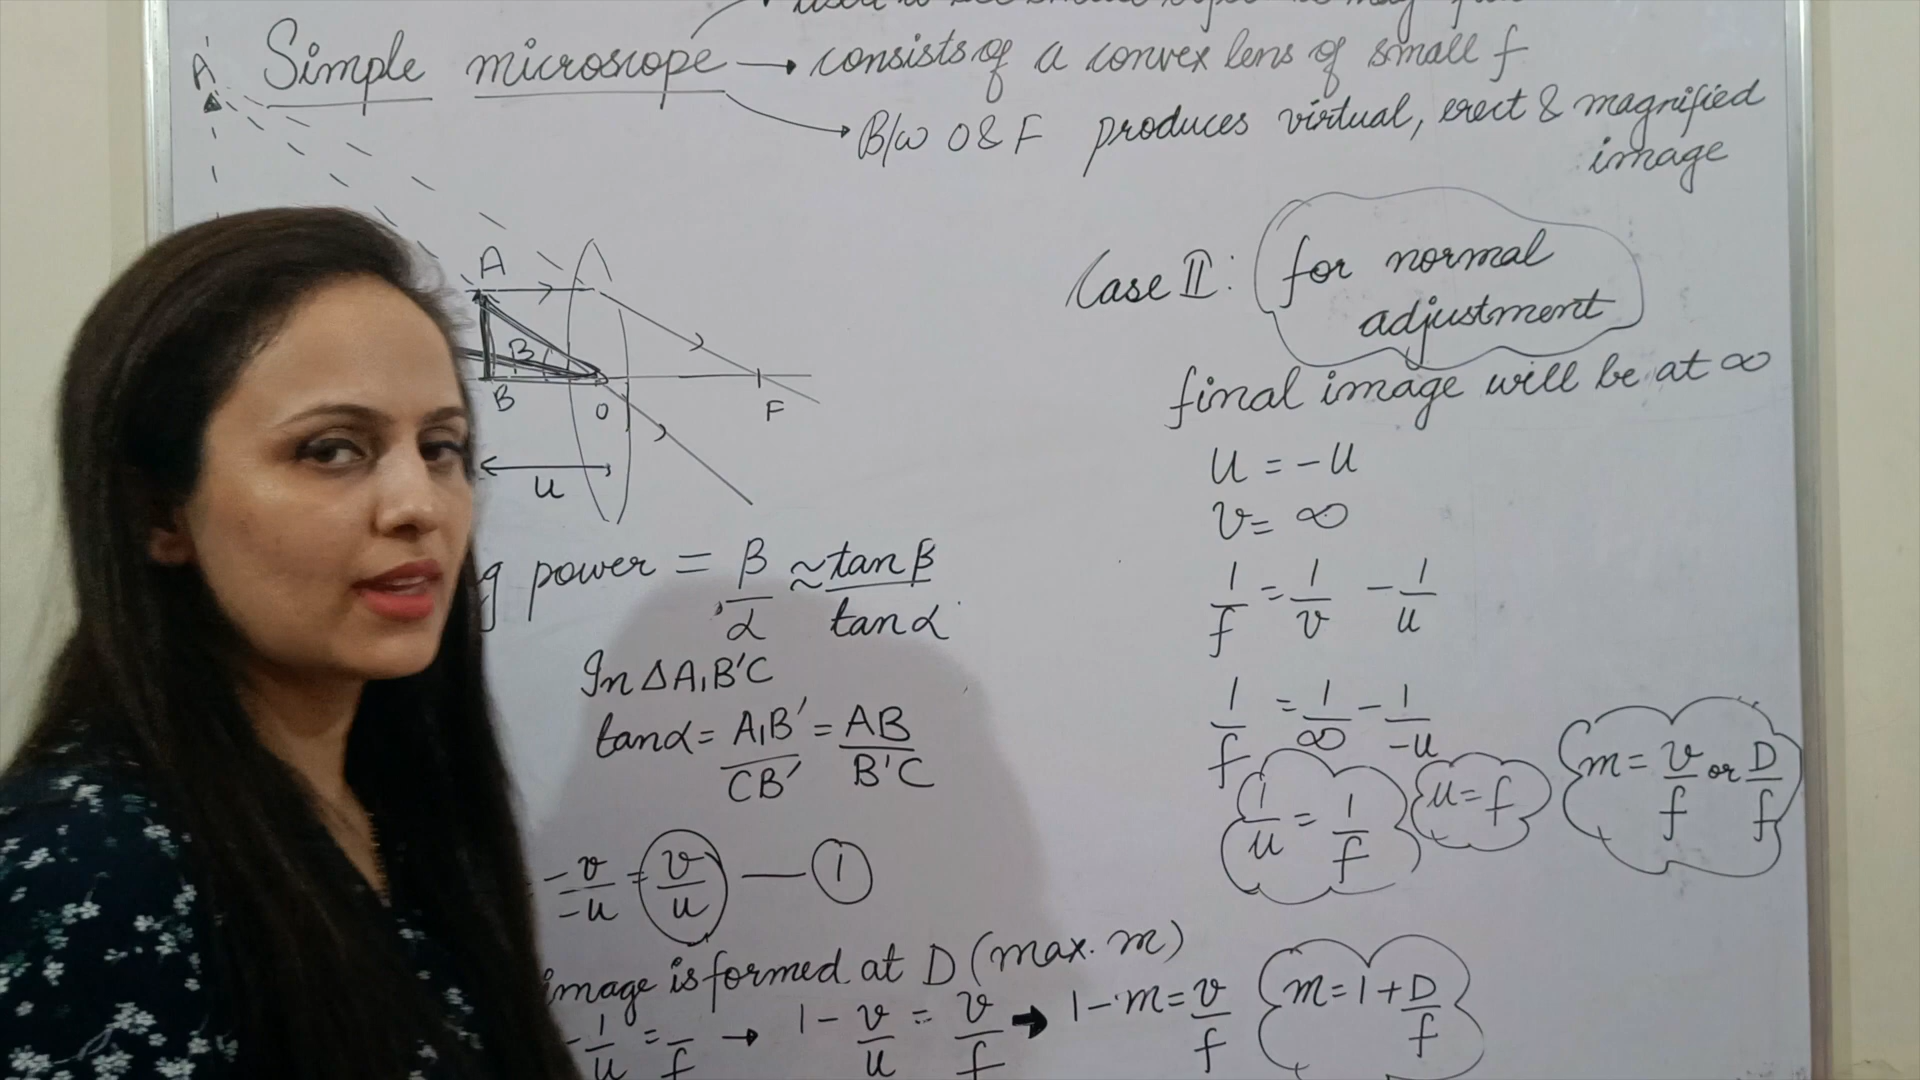 Simple microscope → consists of a convex lens of small f
B/w O & F produces virtual, erect & magnified
image
A
A
B
β
O
F
u
Case II: for normal
adjustment
final image will be at ∞
u = -u
v = ∞
1/f = 1/v - 1/u
1/f = 1/∞ - 1/-u
1/u = 1/f
u = f
m = v/f or D/f
g power = β/α ≈ tan β/tan α
In Δ A₁B'C
tan α = A₁B'/CB' = AB/B'C
-v/-u = v/u — ①
image is formed at D (max. m)
- 1/u = /f → 1 - v/u = v/f → 1 - m = v/f
m = 1 + D/f